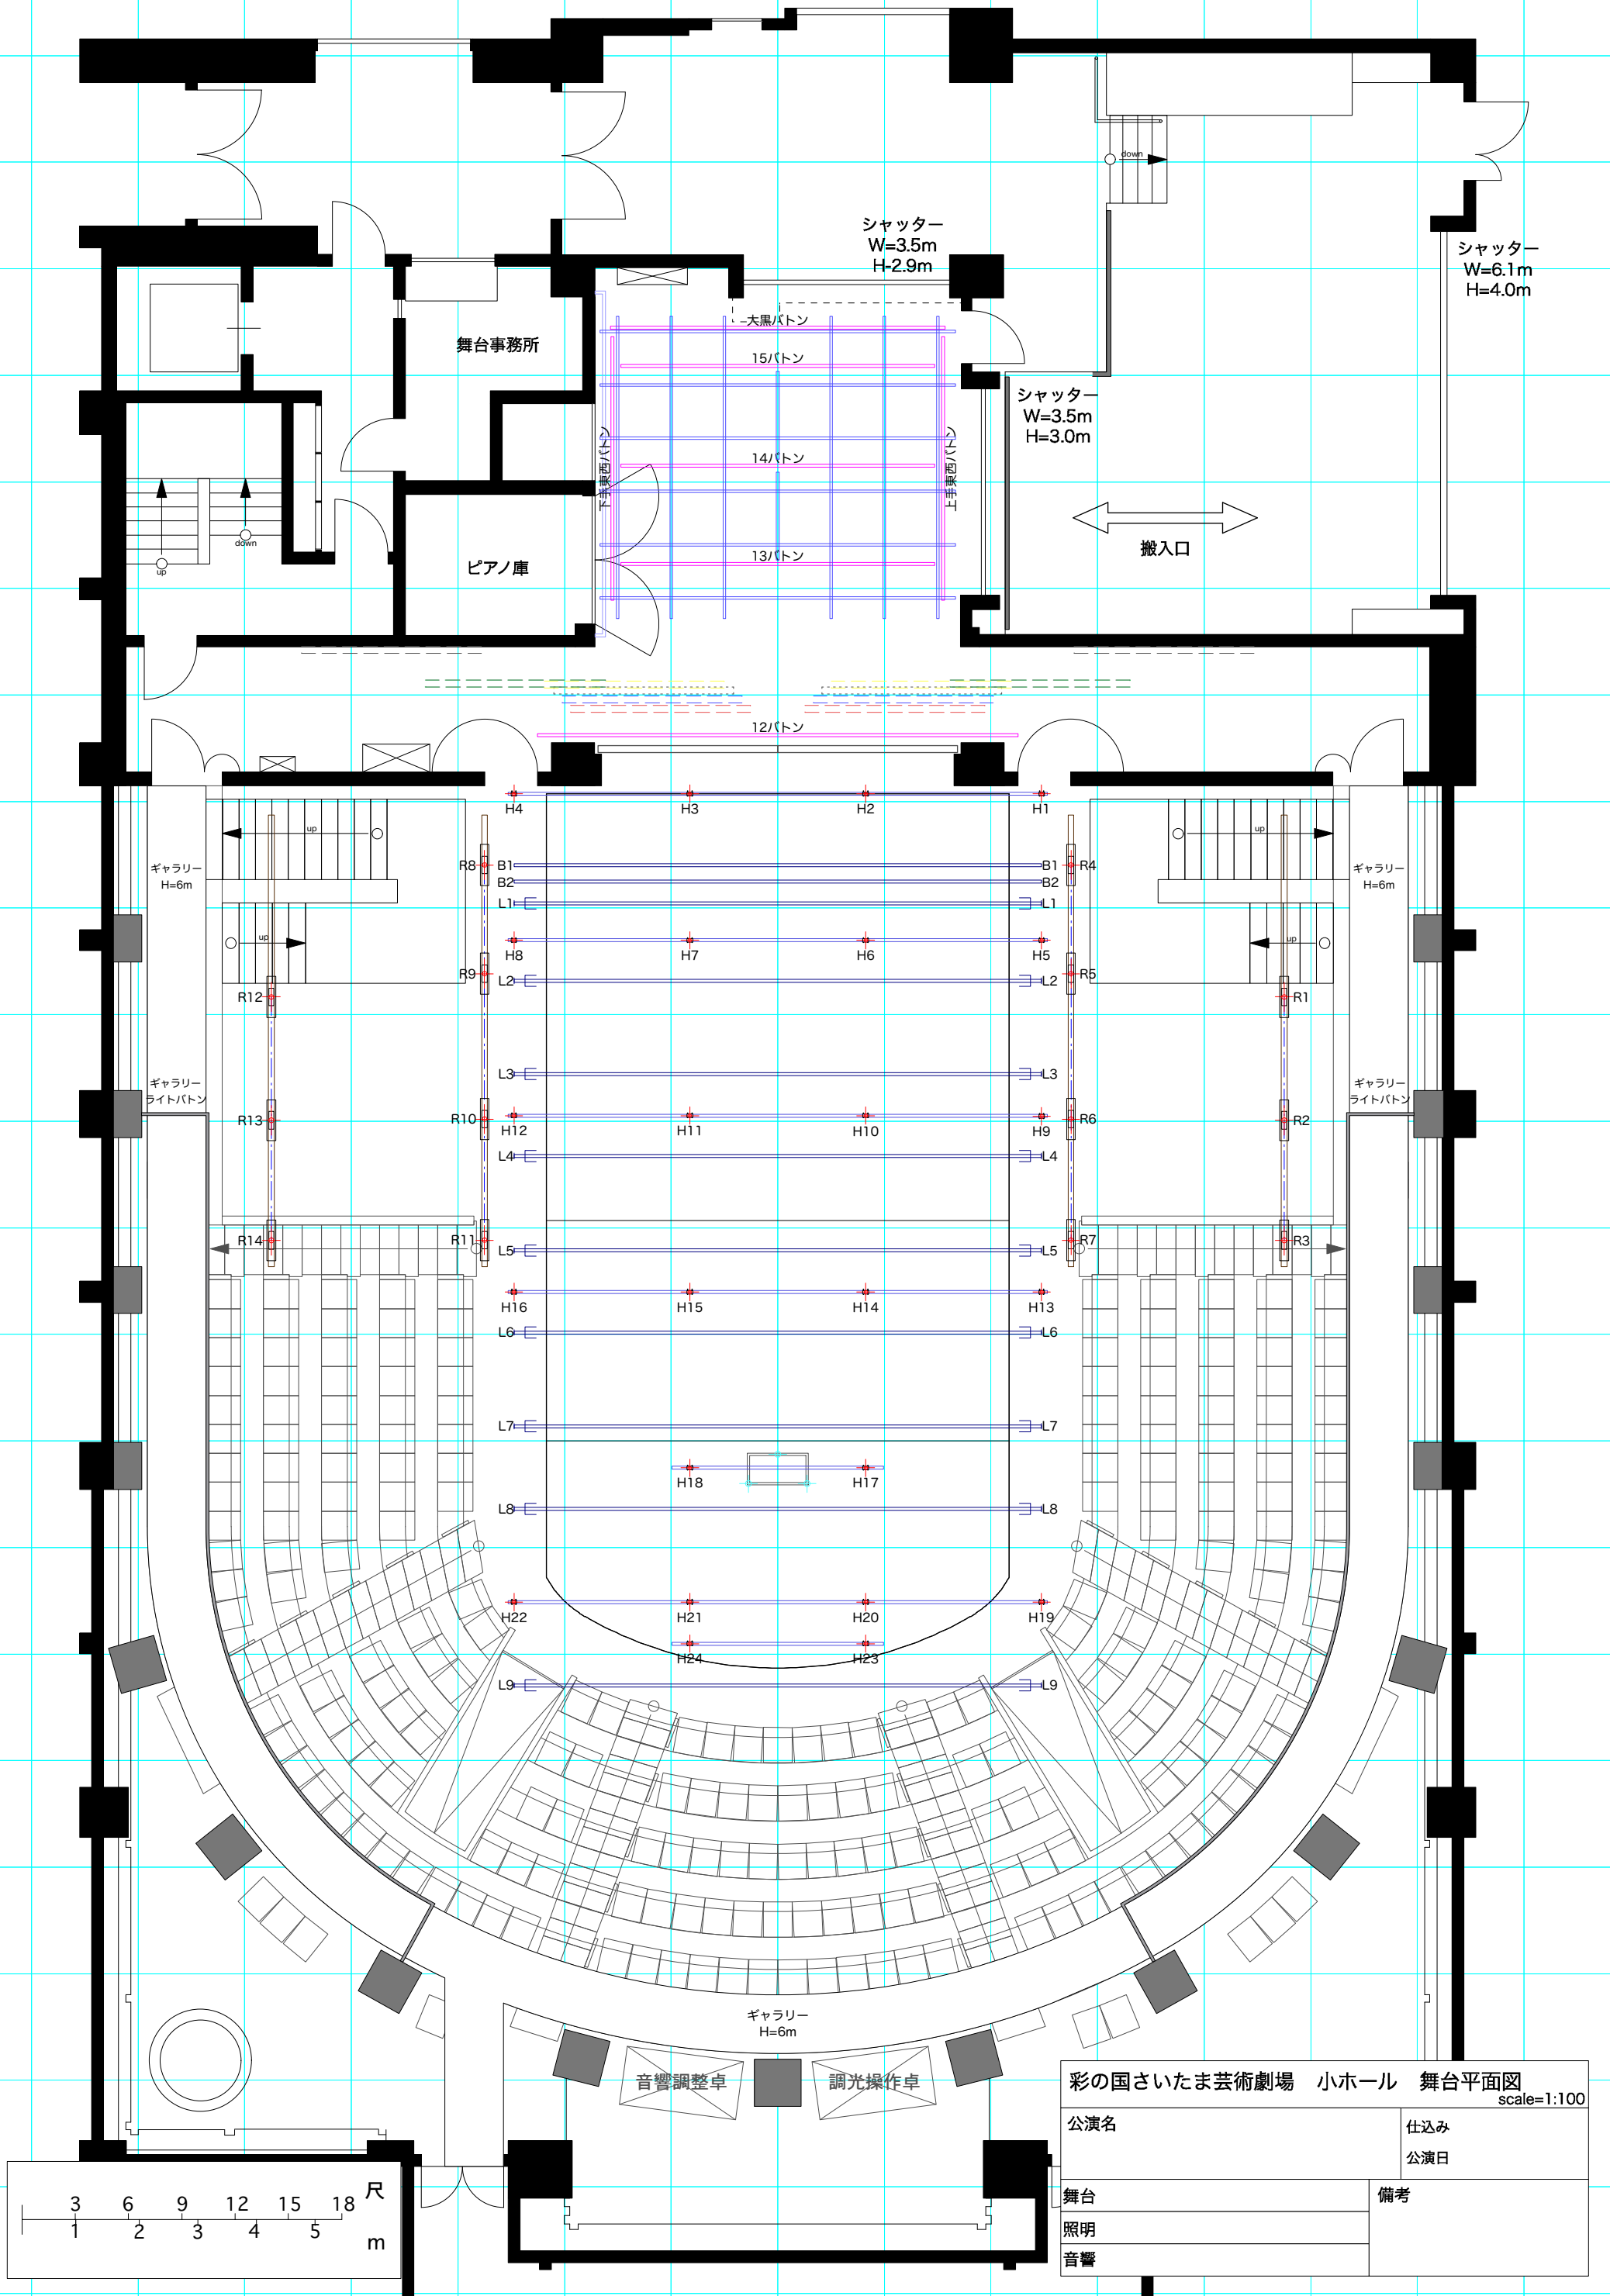 down
シャッター
W=3.5m
H-2.9m
シャッター
W=6.1m
H=4.0m
大黒バトン
舞台事務所
15バトン
シャッター
W=3.5m
H=3.0m
下手東西バトン
上手東西バトン
14バトン
搬入口
down
up
13バトン
ピアノ庫
12バトン
H4
H3
H2
H1
up
up
ギャラリー
H=6m
R8
B1
B1
R4
ギャラリー
H=6m
B2
B2
L1
L1
up
up
H8
H7
H6
H5
R9
L2
L2
R5
R12
R1
L3
L3
ギャラリー
ライトバトン
ギャラリー
ライトバトン
R13
R10
H12
H11
H10
H9
R6
R2
L4
L4
R14
R11
L5
L5
R7
R3
H16
H15
H14
H13
L6
L6
L7
L7
H18
H17
L8
L8
H22
H21
H20
H19
H24
H23
L9
L9
ギャラリー
H=6m
音響調整卓
調光操作卓
彩の国さいたま芸術劇場　小ホール　舞台平面図
scale=1:100
公演名
仕込み
公演日
舞台
備考
照明
音響
尺
3 6 9 12 15 18
1 2 3 4 5
m